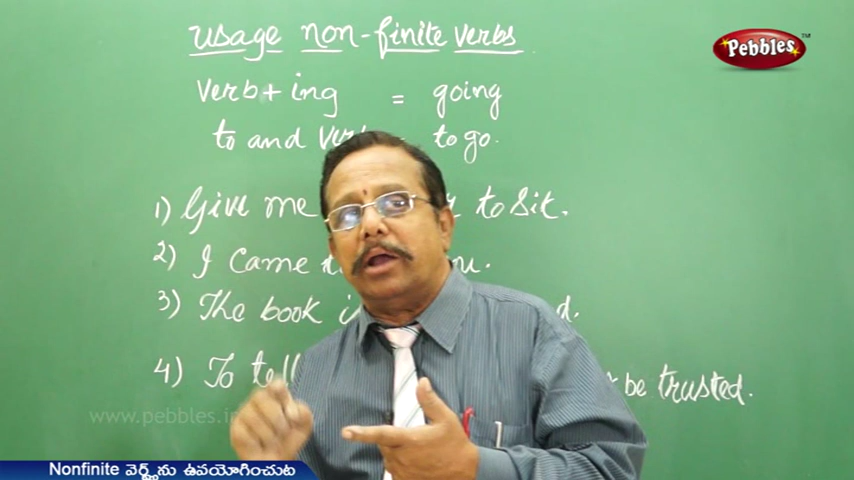 usage non-finite verbs
Pebbles TM
verb+ing = going
to and verb = to go.
1) Give me to sit.
2) I came
3) The book
4) To tell be trusted.
www.pebbles.in
Nonfinite వెర్బ్స్‌ను ఉపయోగించుట